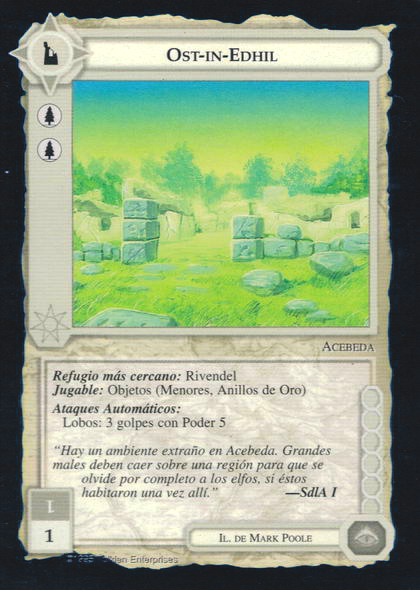 Ost-in-Edhil
Acebeda
Refugio más cercano: Rivendel
Jugable: Objetos (Menores, Anillos de Oro)
Ataques Automáticos:
Lobos: 3 golpes con Poder 5
“Hay un ambiente extraño en Acebeda. Grandes
males deben caer sobre una región para que se
olvide por completo a los elfos, si éstos
habitaron una vez allí.” —SdlA I
1
1
Il. de Mark Poole
Enterprises